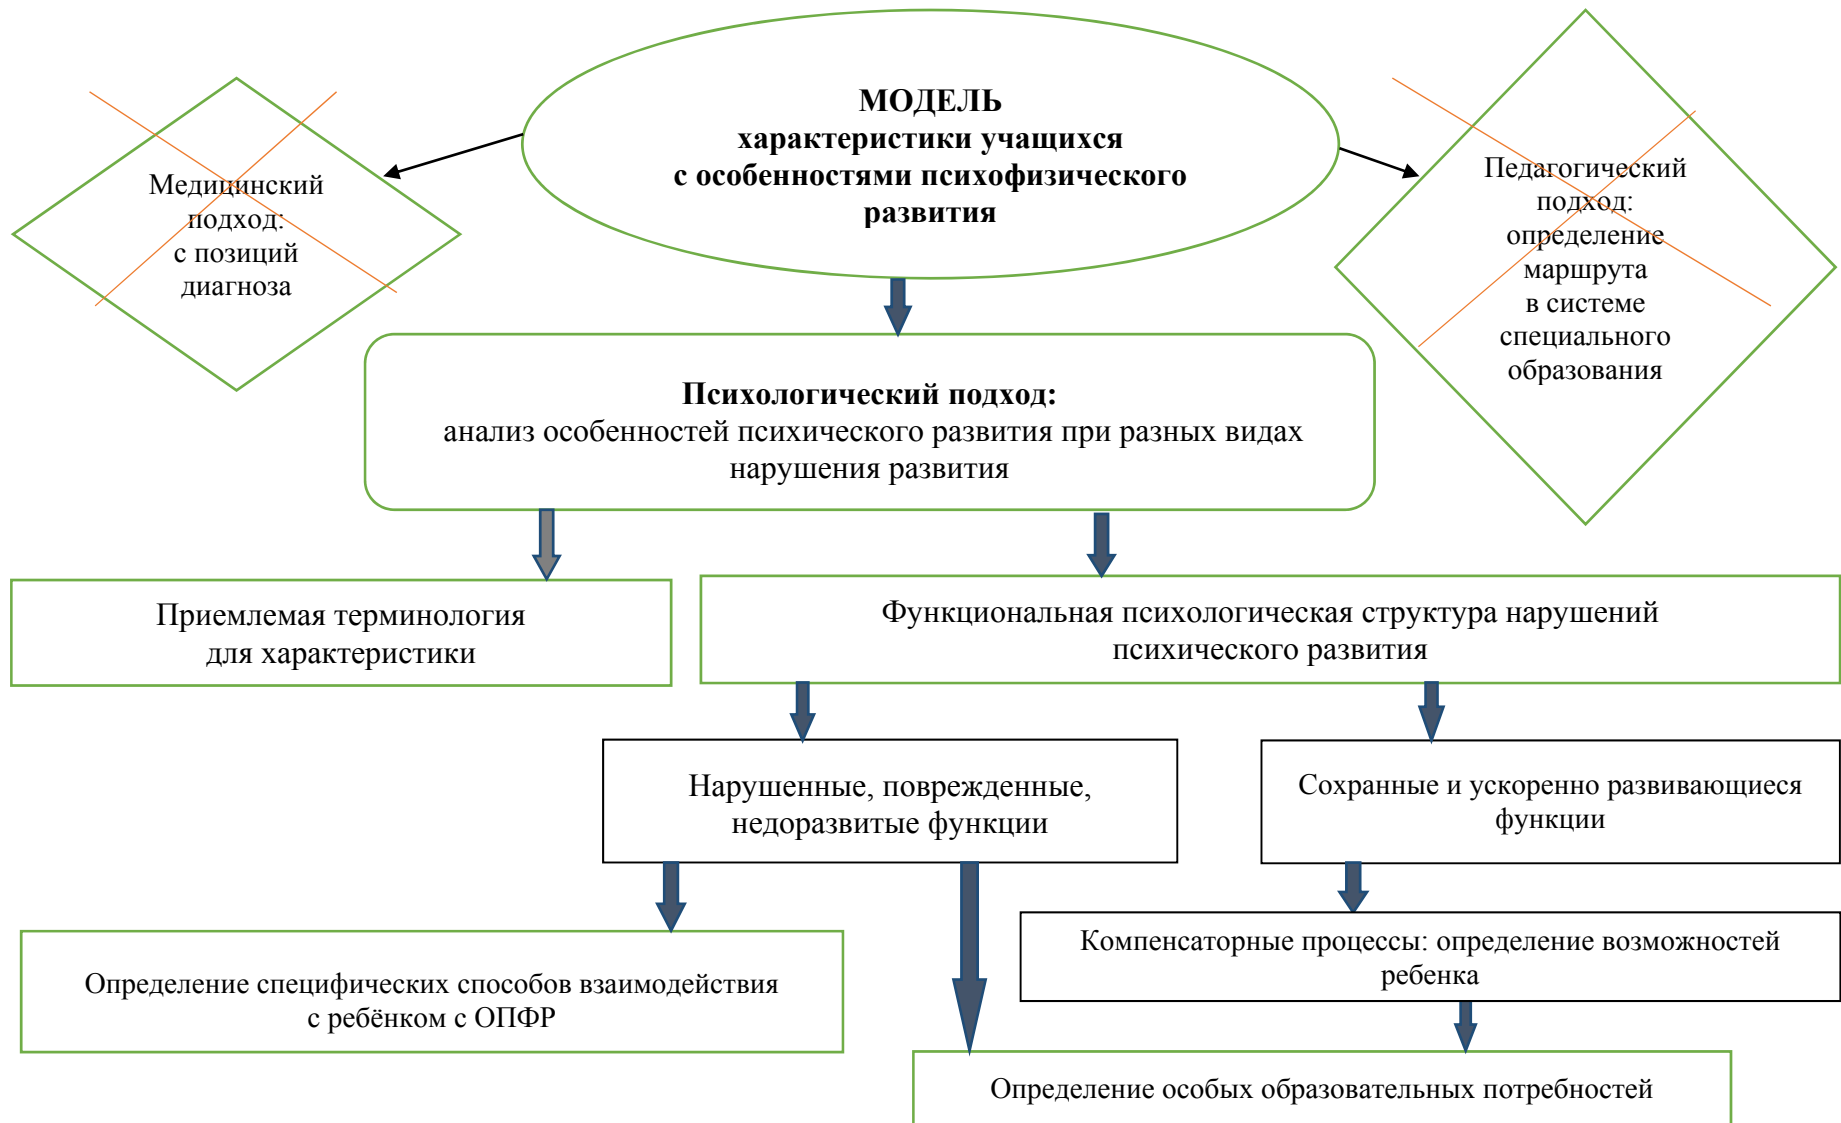 МОДЕЛЬ
характеристики учащихся
с особенностями психофизического
развития
Медицинский
подход:
с позиций
диагноза
Педагогический
подход:
определение
маршрута
в системе
специального
образования
Психологический подход:
анализ особенностей психического развития при разных видах
нарушения развития
Приемлемая терминология
для характеристики
Функциональная психологическая структура нарушений
психического развития
Нарушенные, поврежденные,
недоразвитые функции
Сохранные и ускоренно развивающиеся
функции
Определение специфических способов взаимодействия
с ребёнком с ОПФР
Компенсаторные процессы: определение возможностей
ребенка
Определение особых образовательных потребностей